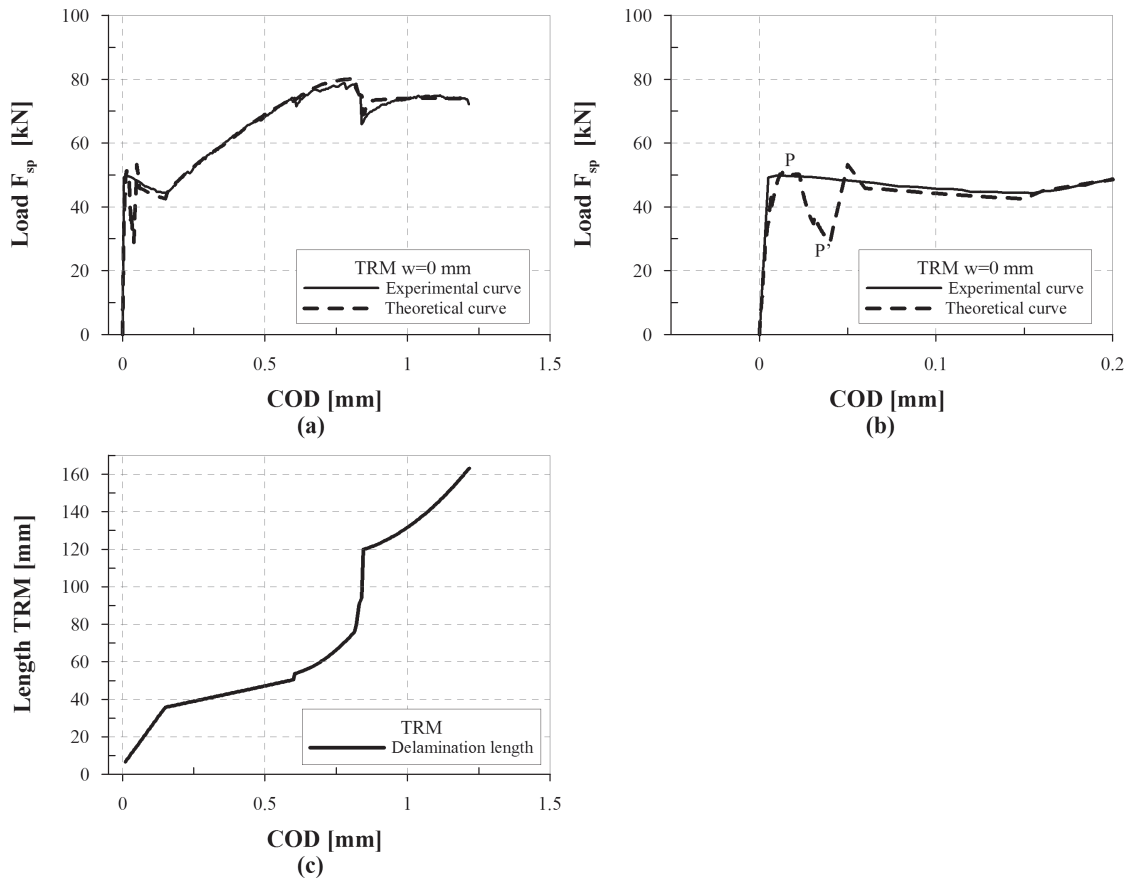 100
80
60
40
20
0
Load Fsp [kN]
TRM w=0 mm
Experimental curve
Theoretical curve
0
0.5
1
1.5
COD [mm]
(a)
100
80
60
40
20
0
Load Fsp [kN]
P
P'
TRM w=0 mm
Experimental curve
Theoretical curve
0
0.1
0.2
COD [mm]
(b)
160
140
120
100
80
60
40
20
0
Length TRM [mm]
TRM
Delamination length
0
0.5
1
1.5
COD [mm]
(c)